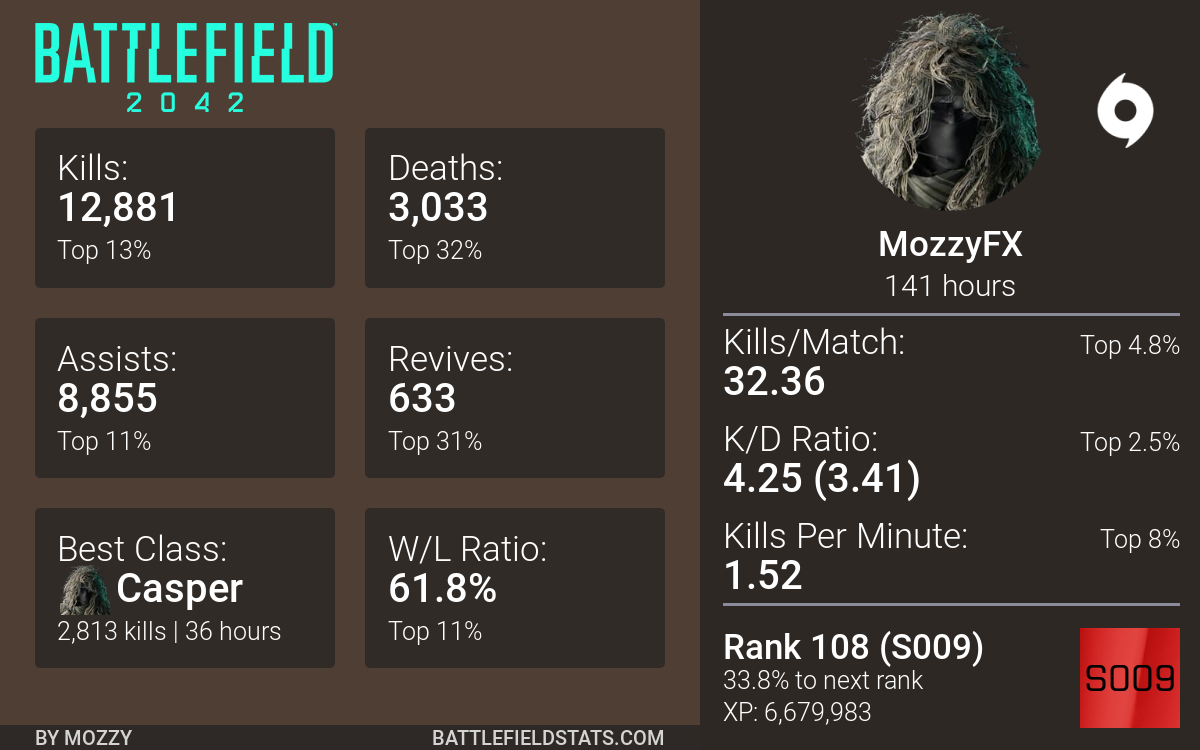 BATTLEFIELD™
2042
Kills:
12,881
Top 13%
Deaths:
3,033
Top 32%
Assists:
8,855
Top 11%
Revives:
633
Top 31%
Best Class:
Casper
2,813 kills | 36 hours
W/L Ratio:
61.8%
Top 11%
BY MOZZY
BATTLEFIELDSTATS.COM
MozzyFX
141 hours
Kills/Match:
Top 4.8%
32.36
K/D Ratio:
Top 2.5%
4.25 (3.41)
Kills Per Minute:
Top 8%
1.52
Rank 108 (S009)
33.8% to next rank
XP: 6,679,983
S009